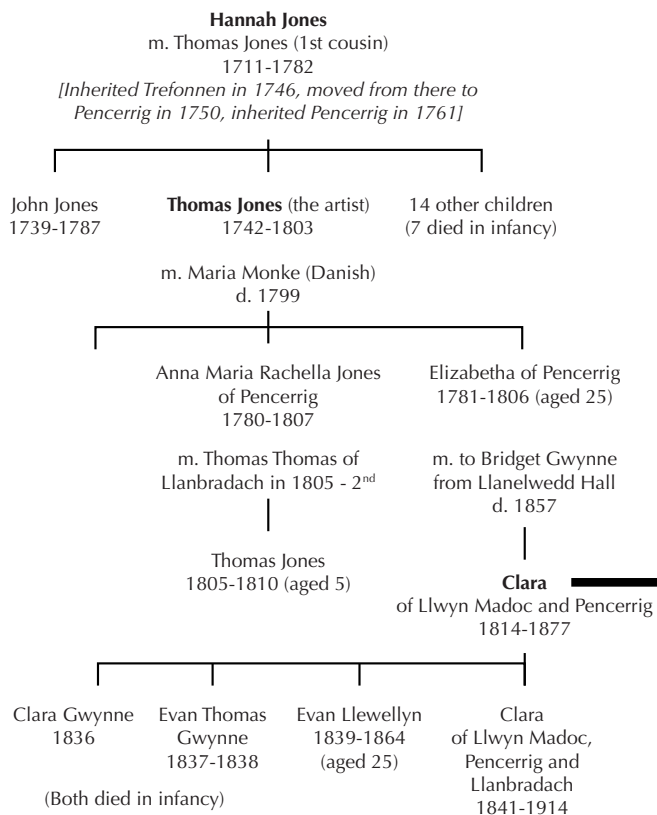 Hannah Jones
m. Thomas Jones (1st cousin)
1711-1782
[Inherited Trefonnen in 1746, moved from there to
Pencerrig in 1750, inherited Pencerrig in 1761]
John Jones
1739-1787
Thomas Jones (the artist)
1742-1803
14 other children
(7 died in infancy)
m. Maria Monke (Danish)
d. 1799
Anna Maria Rachella Jones
of Pencerrig
1780-1807
Elizabetha of Pencerrig
1781-1806 (aged 25)
m. Thomas Thomas of
Llanbradach in 1805 - 2nd
m. to Bridget Gwynne
from Llanelwedd Hall
d. 1857
Thomas Jones
1805-1810 (aged 5)
Clara
of Llwyn Madoc and Pencerrig
1814-1877
Clara Gwynne
1836
Evan Thomas
Gwynne
1837-1838
Evan Llewellyn
1839-1864
(aged 25)
Clara
of Llwyn Madoc,
Pencerrig and
Llanbradach
1841-1914
(Both died in infancy)